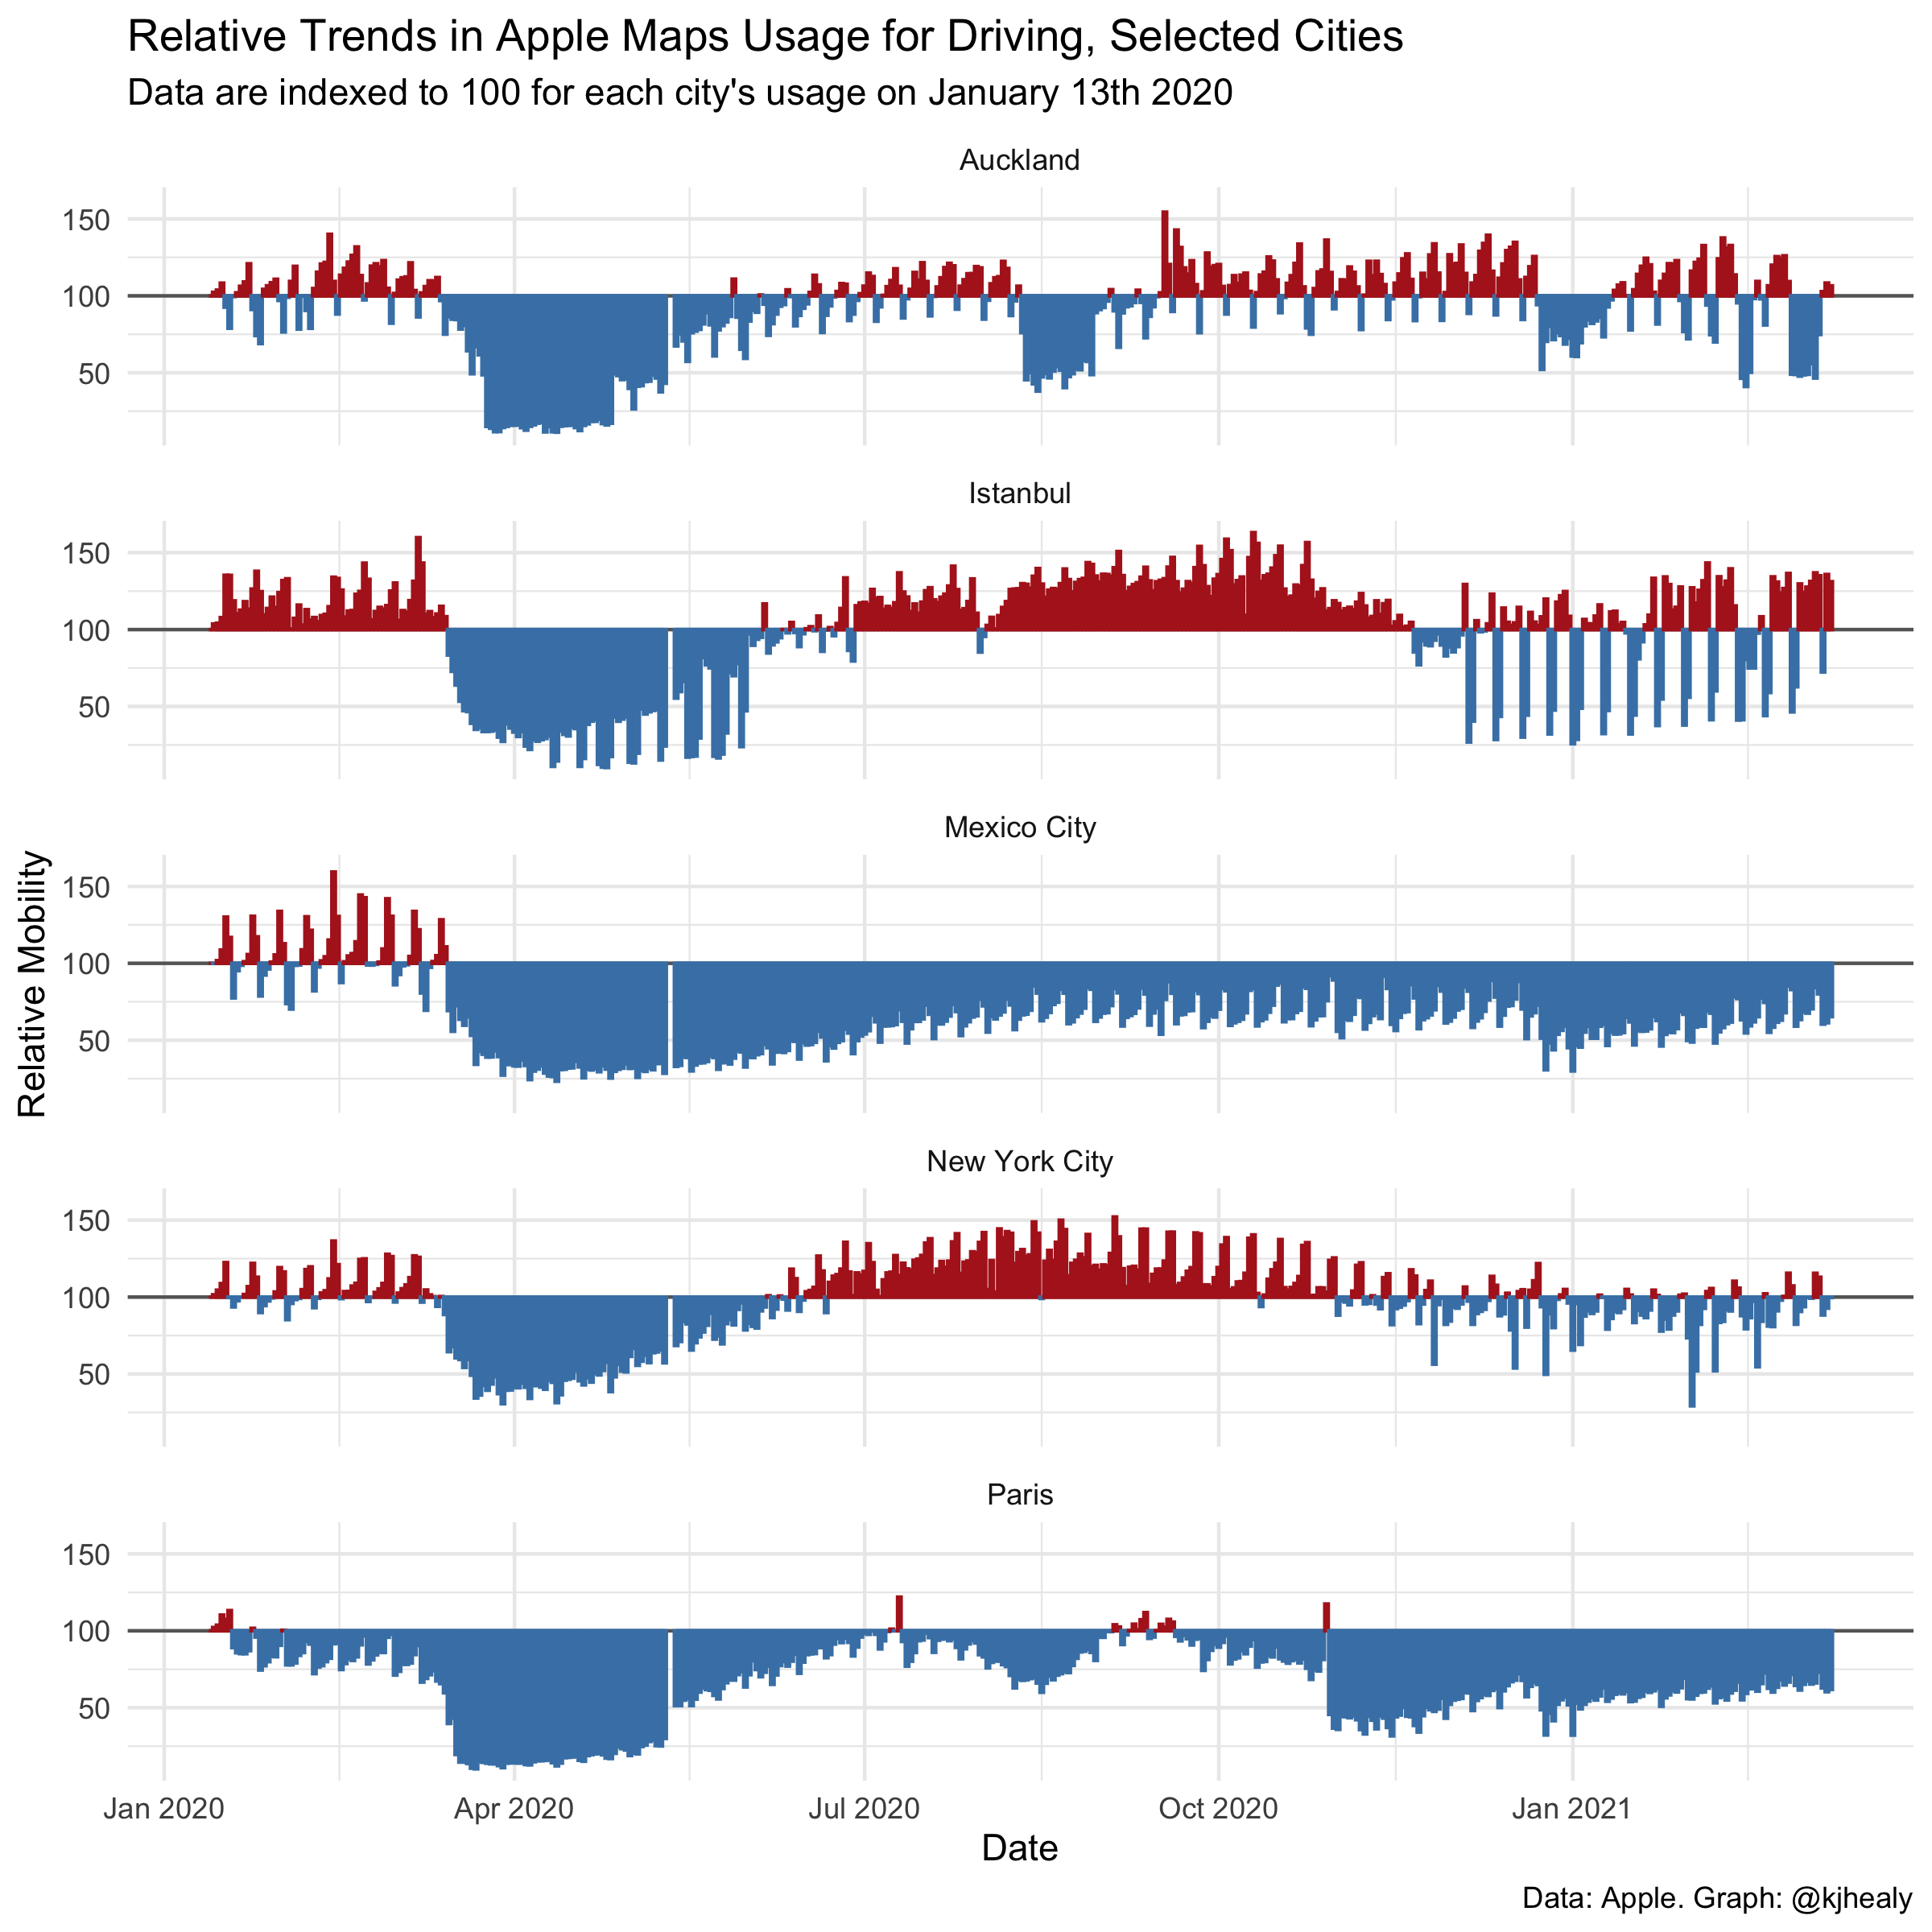 Relative Trends in Apple Maps Usage for Driving, Selected Cities
Data are indexed to 100 for each city's usage on January 13th 2020
Relative Mobility
Auckland
150
100
50
Istanbul
150
100
50
Mexico City
150
100
50
New York City
150
100
50
Paris
150
100
50
Jan 2020 Apr 2020 Jul 2020 Oct 2020 Jan 2021
Date
Data: Apple. Graph: @kjhealy